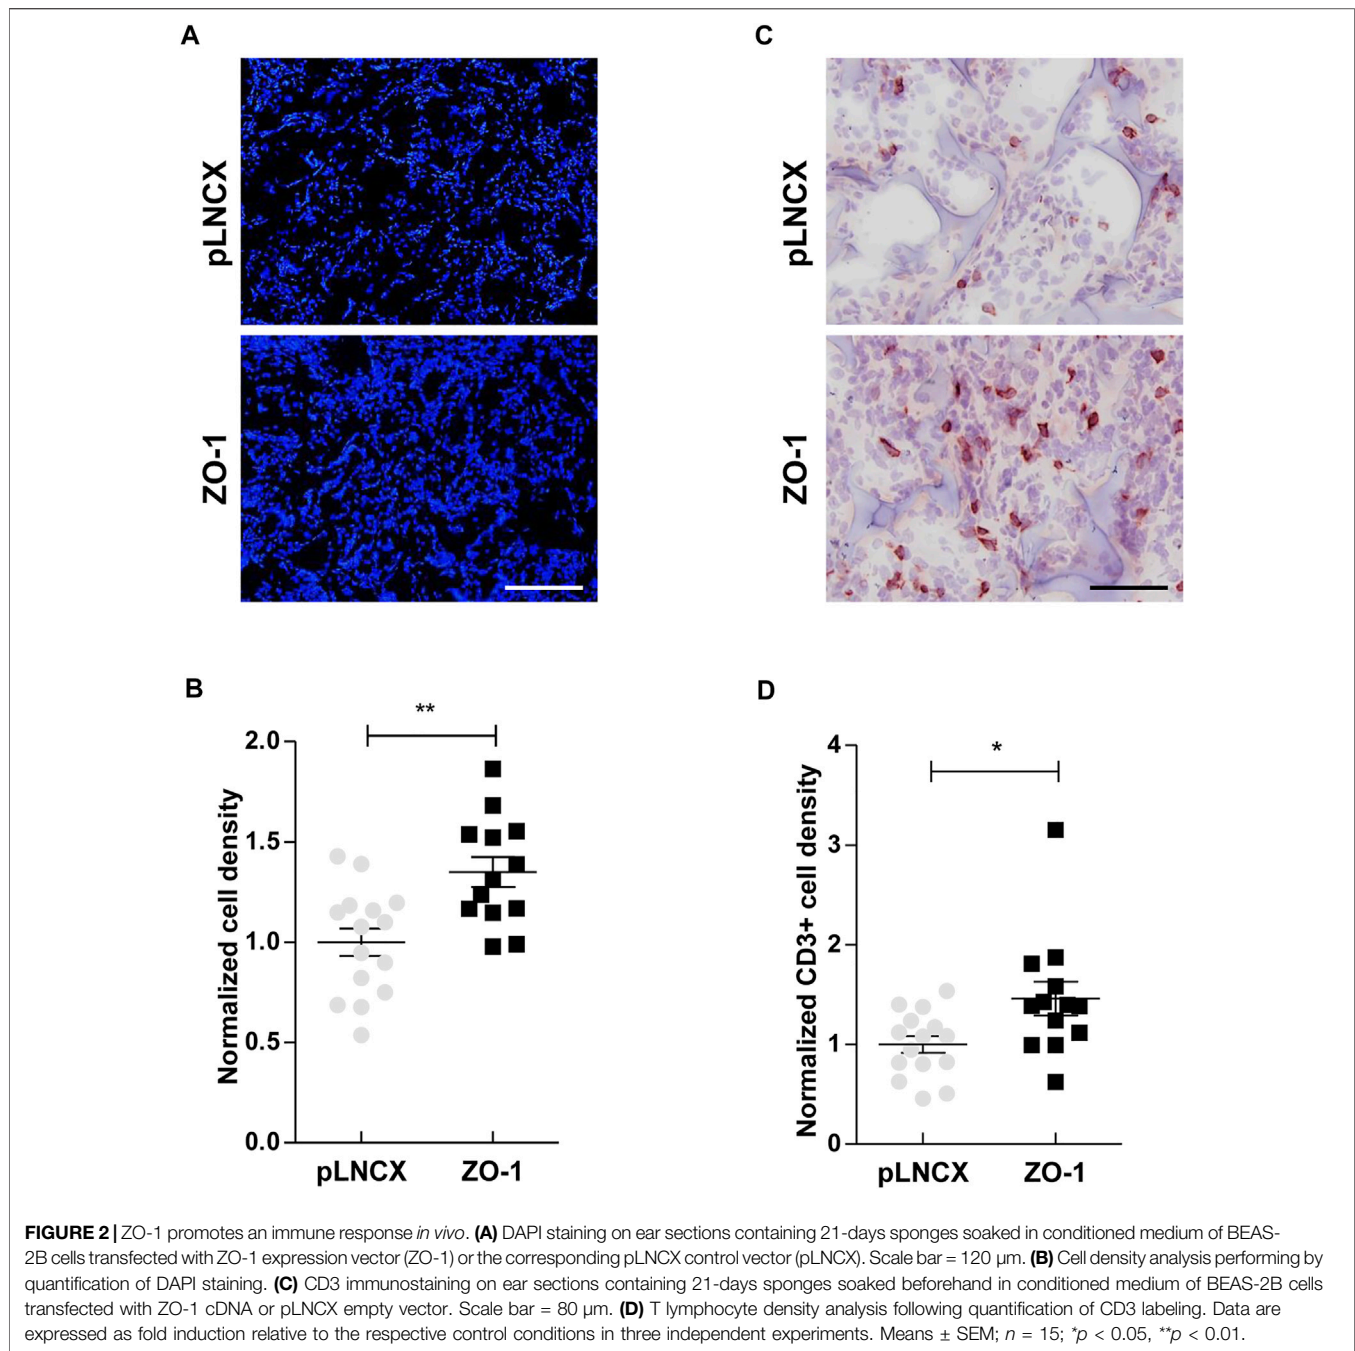 A
C
pLNCX
pLNCX
ZO-1
ZO-1
B
D
**
*
2.0
1.5
1.0
0.5
0.0
Normalized cell density
pLNCX
ZO-1
4
3
2
1
0
Normalized CD3+ cell density
pLNCX
ZO-1
FIGURE 2 | ZO-1 promotes an immune response in vivo. (A) DAPI staining on ear sections containing 21-days sponges soaked in conditioned medium of BEAS-
2B cells transfected with ZO-1 expression vector (ZO-1) or the corresponding pLNCX control vector (pLNCX). Scale bar = 120 µm. (B) Cell density analysis performing by
quantification of DAPI staining. (C) CD3 immunostaining on ear sections containing 21-days sponges soaked beforehand in conditioned medium of BEAS-2B cells
transfected with ZO-1 cDNA or pLNCX empty vector. Scale bar = 80 µm. (D) T lymphocyte density analysis following quantification of CD3 labeling. Data are
expressed as fold induction relative to the respective control conditions in three independent experiments. Means ± SEM; n = 15; *p < 0.05, **p < 0.01.